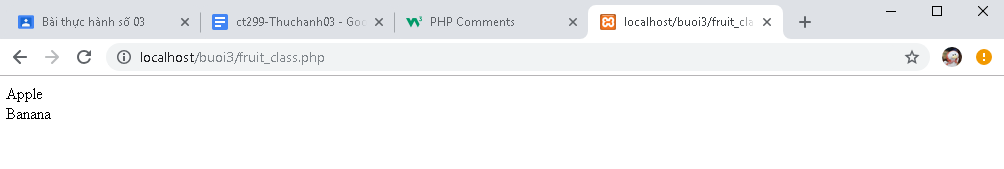 Bài thực hành số 03
ct299-Thuchanh03 - Goo
PHP Comments
localhost/buoi3/fruit_cla
localhost/buoi3/fruit_class.php
Apple
Banana